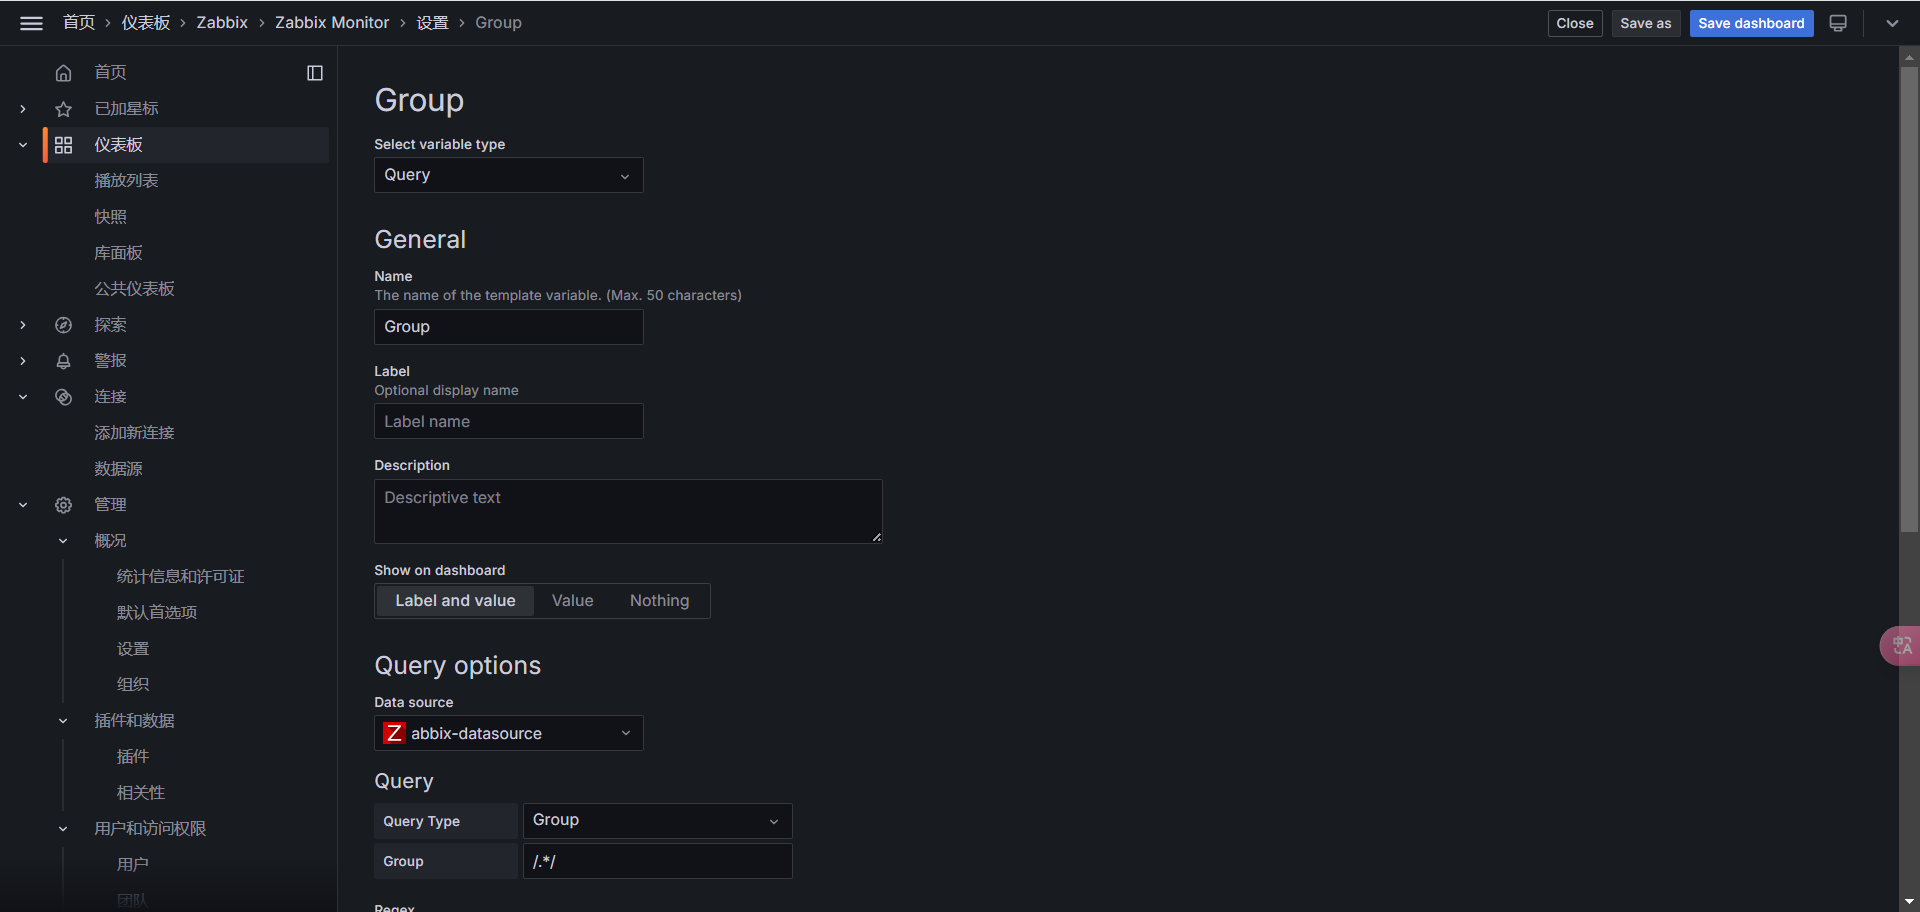 首页 › 仪表板 › Zabbix › Zabbix Monitor › 设置 › Group
Close Save as Save dashboard
首页
已加星标
仪表板
播放列表
快照
库面板
公共仪表板
探索
警报
连接
添加新连接
数据源
管理
概况
统计信息和许可证
默认首选项
设置
组织
插件和数据
插件
相关性
用户和访问权限
用户
团队
Group
Select variable type
Query
General
Name
The name of the template variable. (Max. 50 characters)
Group
Label
Optional display name
Label name
Description
Descriptive text
Show on dashboard
Label and value Value Nothing
Query options
Data source
Z abbix-datasource
Query
Query Type Group
Group /.*/
Regex